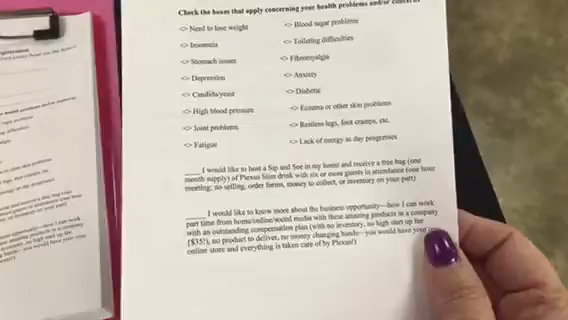 Check the boxes that apply concerning your health problems and/or concerns
<> Need to lose weight
<> Blood sugar problems
<> Insomnia
<> Toileting difficulties
<> Stomach issues
<> Fibromyalgia
<> Depression
<> Anxiety
<> Candida/yeast
<> Diabetic
<> High blood pressure
<> Eczema or other skin problems
<> Joint problems
<> Restless legs, foot cramps, etc.
<> Fatigue
<> Lack of energy as day progresses
____ I would like to host a Sip and See in my home and receive a free bag (one
month supply) of Plexus Slim drink with six or more guests in attendance (one hour
meeting; no selling, order forms, money to collect, or inventory on your part)
____ I would like to know more about the business opportunity—how I can work
part time from home/online/social media with these amazing products in a company
with an outstanding compensation plan (with no inventory, no high start up fee
{$35!}, no product to deliver, no money changing hands—you would have your own
online store and everything is taken care of by Plexus!)